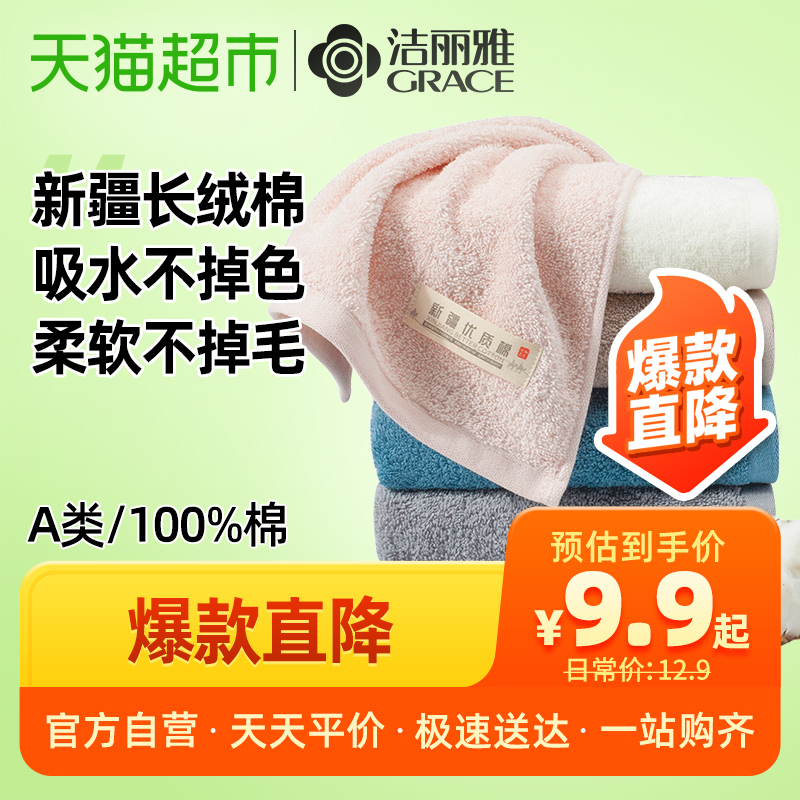 天猫超市 洁丽雅
GRACE
新疆长绒棉
吸水不掉色
柔软不掉毛
新疆优质棉
爆款
直降
A类/100%棉
预估到手价
爆款直降
¥9.9起
日常价:12.9
官方自营·天天平价·极速送达·一站购齐